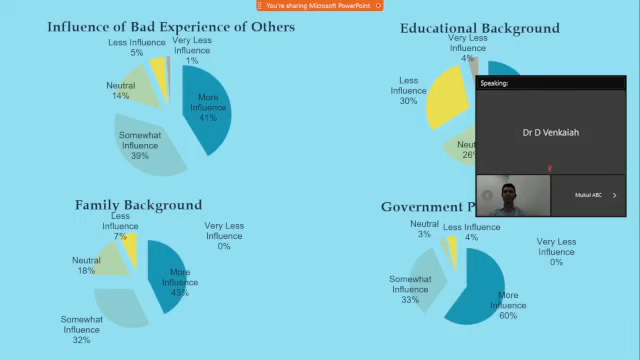 You're sharing Microsoft PowerPoint
Influence of Bad Experience of Others
Less Influence
5%
Very Less
Influence
1%
Neutral
14%
More
Influence
41%
Somewhat
Influence
39%
Educational Background
Very Less
Influence
4%
Less
Influence
30%
26%
Speaking:
Dr D Venkaiah
Mukut ABC
Family Background
Less
Influence
7%
Very Less
Influence
0%
Neutral
18%
More
Influence
43%
Somewhat
Influence
32%
Government
Neutral
3%
Less Influence
4%
Very Less
Influence
0%
Somewhat
Influence
33%
More
Influence
60%